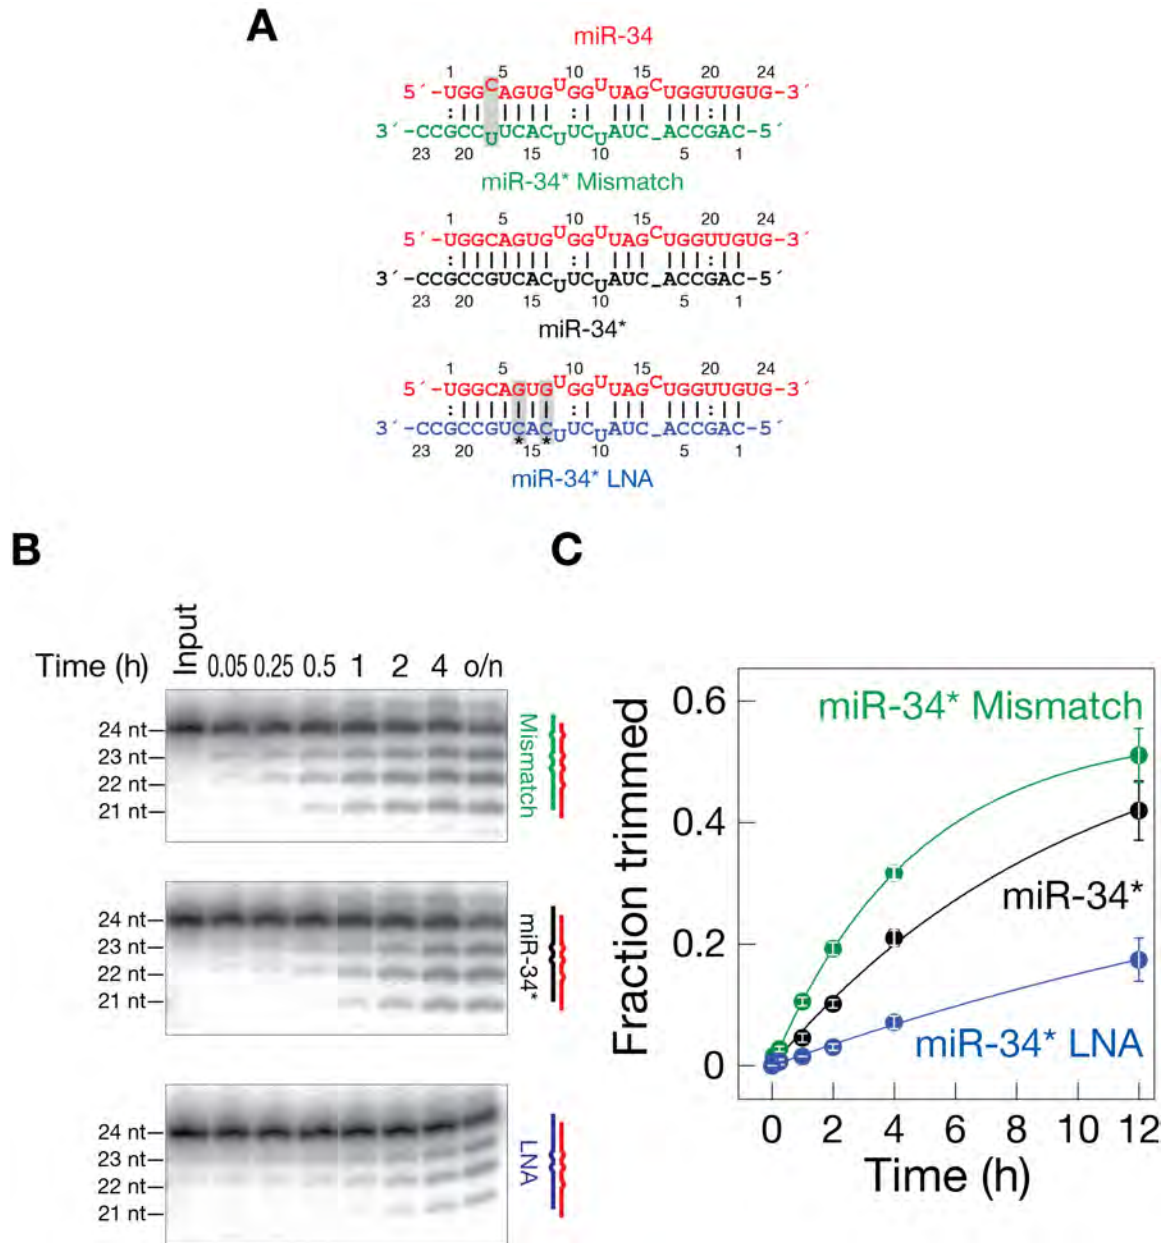 A
miR-34
1 5 10 15 20 24
5´-UGGCAGUGUGGUUAGCUGGUUGUG-3´
3´-CCGCCUUCACUUCUAUC_ACCGAC-5´
23 20 15 10 5 1
miR-34* Mismatch
1 5 10 15 20 24
5´-UGGCAGUGUGGUUAGCUGGUUGUG-3´
3´-CCGCCGUCACUUCUAUC_ACCGAC-5´
23 20 15 10 5 1
miR-34*
1 5 10 15 20 24
5´-UGGCAGUGUGGUUAGCUGGUUGUG-3´
3´-CCGCCGUCACUUCUAUC_ACCGAC-5´
23 20 * 15 * 10 5 1
miR-34* LNA
B
Time (h) Input 0.05 0.25 0.5 1 2 4 o/n
24 nt
23 nt
22 nt
21 nt
Mismatch
24 nt
23 nt
22 nt
21 nt
miR-34*
24 nt
23 nt
22 nt
21 nt
LNA
C
Fraction trimmed
0.6
0.4
0.2
0
miR-34* Mismatch
miR-34*
miR-34* LNA
0 2 4 6 8 10 12
Time (h)